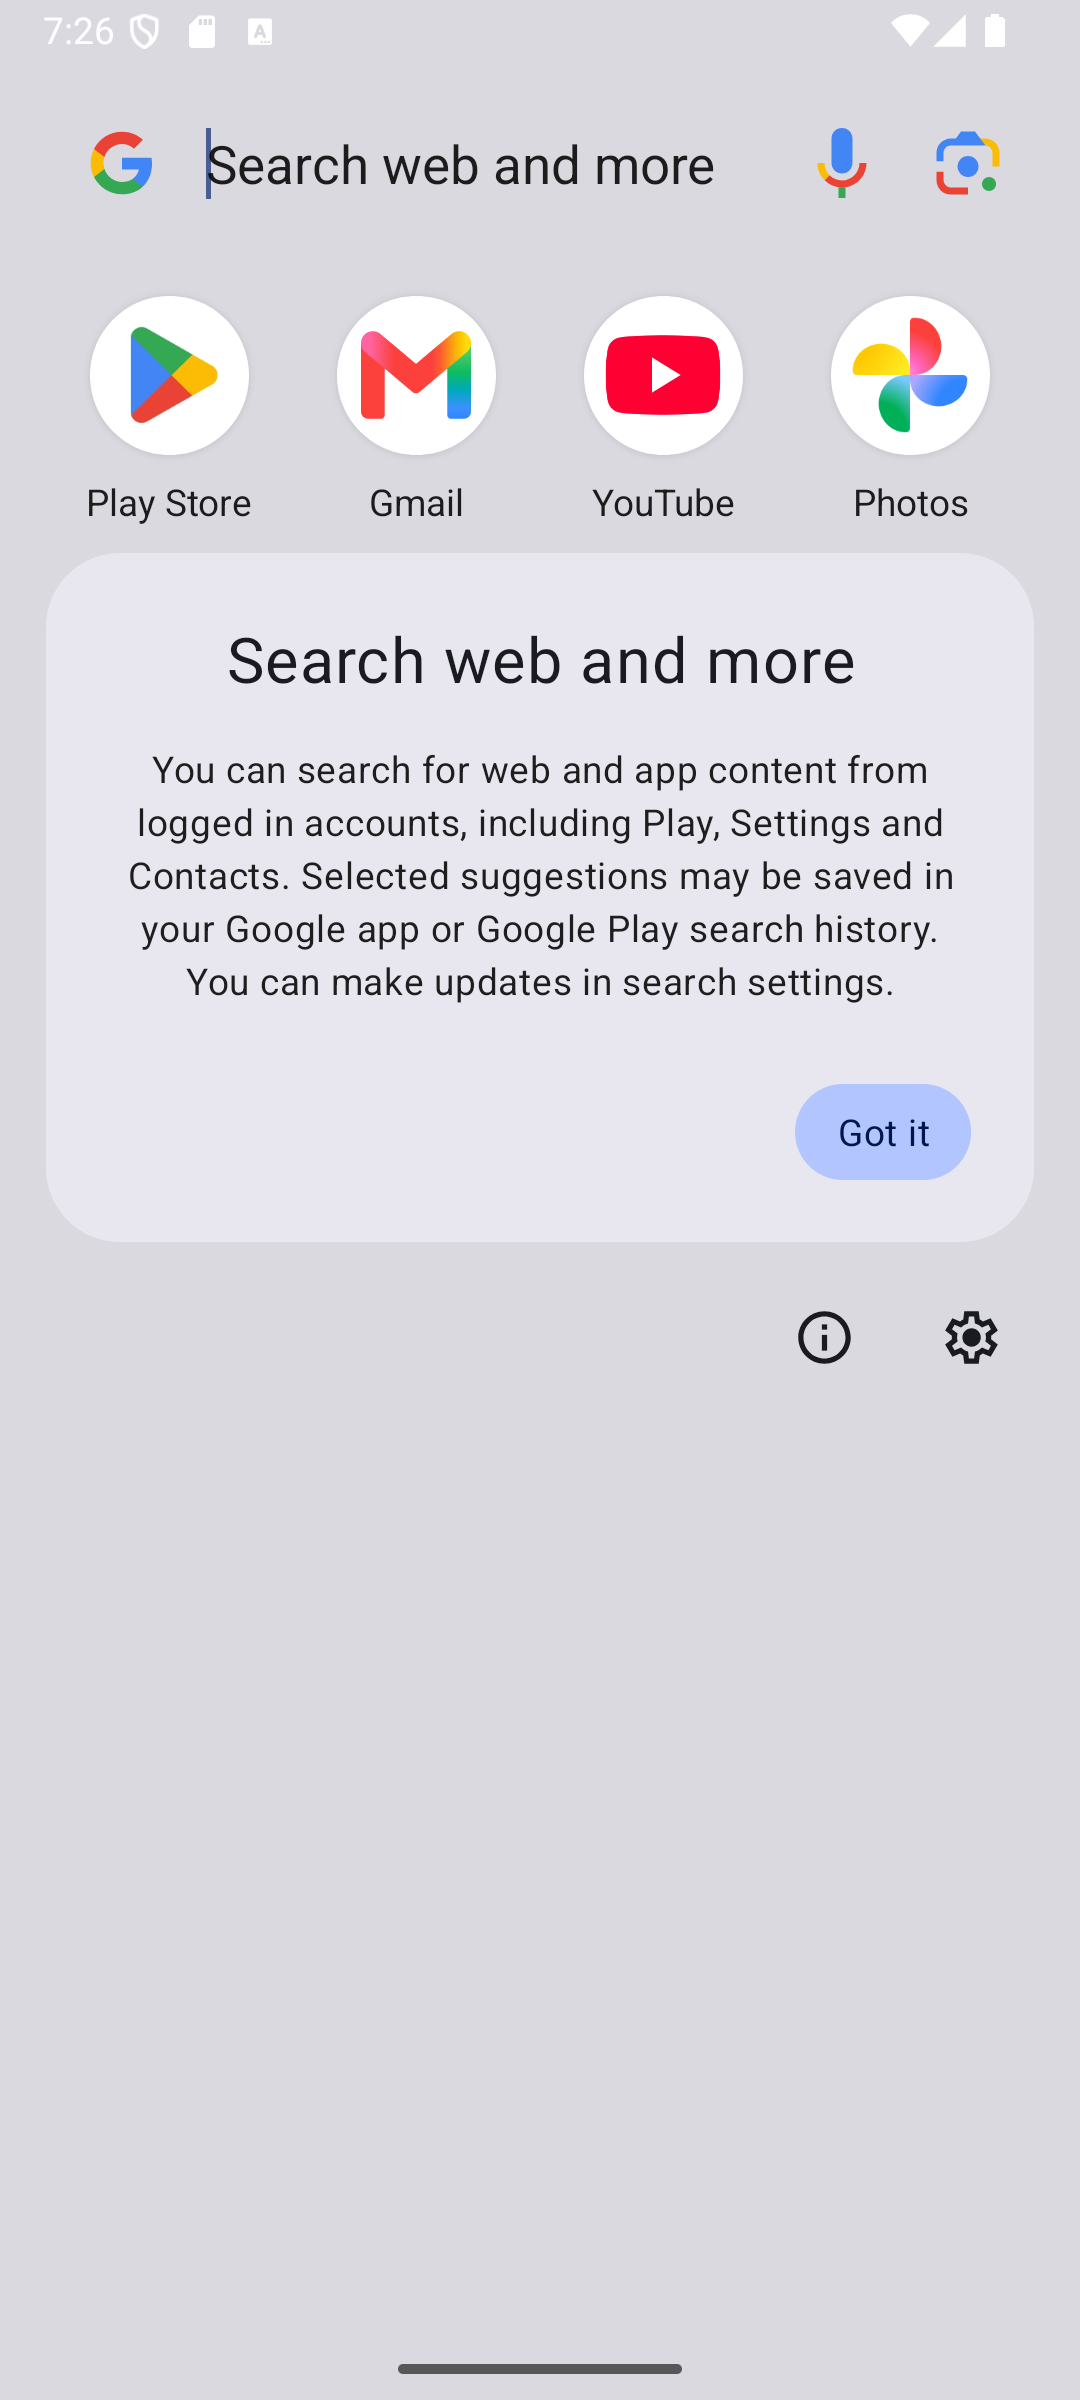 7:26
Search web and more
Play Store
Gmail
YouTube
Photos
Search web and more
You can search for web and app content from
logged in accounts, including Play, Settings and
Contacts. Selected suggestions may be saved in
your Google app or Google Play search history.
You can make updates in search settings.
Got it